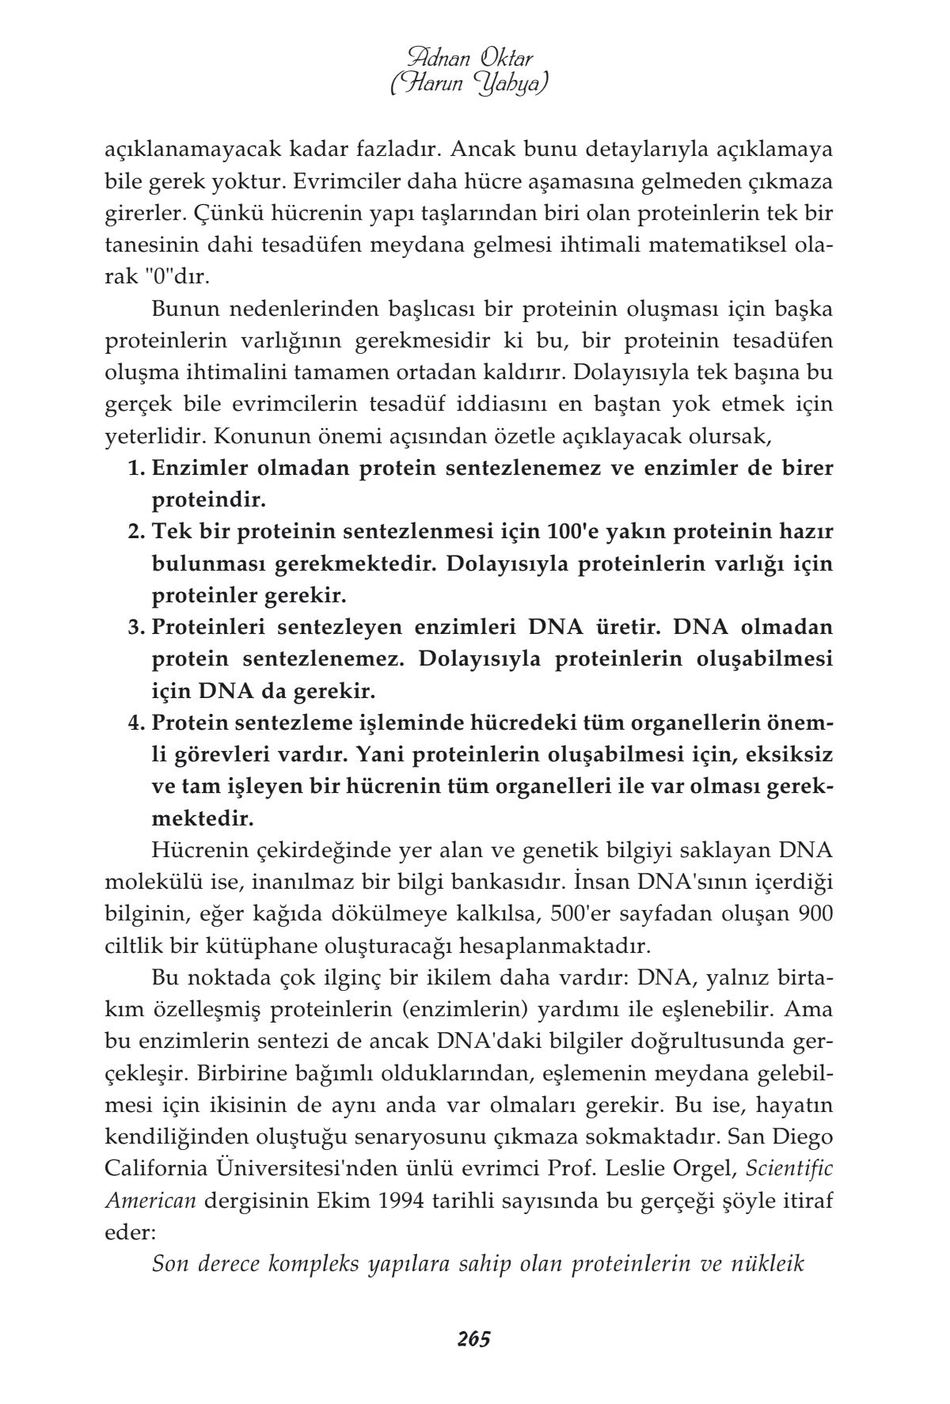 Adnan Oktar
(Harun Yahya)
açıklanamayacak kadar fazladır. Ancak bunu detaylarıyla açıklamaya
bile gerek yoktur. Evrimciler daha hücre aşamasına gelmeden çıkmaza
girerler. Çünkü hücrenin yapı taşlarından biri olan proteinlerin tek bir
tanesinin dahi tesadüfen meydana gelmesi ihtimali matematiksel ola-
rak "0"dır.
Bunun nedenlerinden başlıcası bir proteinin oluşması için başka
proteinlerin varlığının gerekmesidir ki bu, bir proteinin tesadüfen
oluşma ihtimalini tamamen ortadan kaldırır. Dolayısıyla tek başına bu
gerçek bile evrimcilerin tesadüf iddiasını en baştan yok etmek için
yeterlidir. Konunun önemi açısından özetle açıklayacak olursak,
1. Enzimler olmadan protein sentezlenemez ve enzimler de birer
proteindir.
2. Tek bir proteinin sentezlenmesi için 100'e yakın proteinin hazır
bulunması gerekmektedir. Dolayısıyla proteinlerin varlığı için
proteinler gerekir.
3. Proteinleri sentezleyen enzimleri DNA üretir. DNA olmadan
protein sentezlenemez. Dolayısıyla proteinlerin oluşabilmesi
için DNA da gerekir.
4. Protein sentezleme işleminde hücredeki tüm organellerin önem-
li görevleri vardır. Yani proteinlerin oluşabilmesi için, eksiksiz
ve tam işleyen bir hücrenin tüm organelleri ile var olması gerek-
mektedir.
Hücrenin çekirdeğinde yer alan ve genetik bilgiyi saklayan DNA
molekülü ise, inanılmaz bir bilgi bankasıdır. İnsan DNA'sının içerdiği
bilginin, eğer kağıda dökülmeye kalkılsa, 500'er sayfadan oluşan 900
ciltlik bir kütüphane oluşturacağı hesaplanmaktadır.
Bu noktada çok ilginç bir ikilem daha vardır: DNA, yalnız birta-
kım özelleşmiş proteinlerin (enzimlerin) yardımı ile eşlenebilir. Ama
bu enzimlerin sentezi de ancak DNA'daki bilgiler doğrultusunda ger-
çekleşir. Birbirine bağımlı olduklarından, eşlemenin meydana gelebil-
mesi için ikisinin de aynı anda var olmaları gerekir. Bu ise, hayatın
kendiliğinden oluştuğu senaryosunu çıkmaza sokmaktadır. San Diego
California Üniversitesi'nden ünlü evrimci Prof. Leslie Orgel, Scientific
American dergisinin Ekim 1994 tarihli sayısında bu gerçeği şöyle itiraf
eder:
Son derece kompleks yapılara sahip olan proteinlerin ve nükleik
265